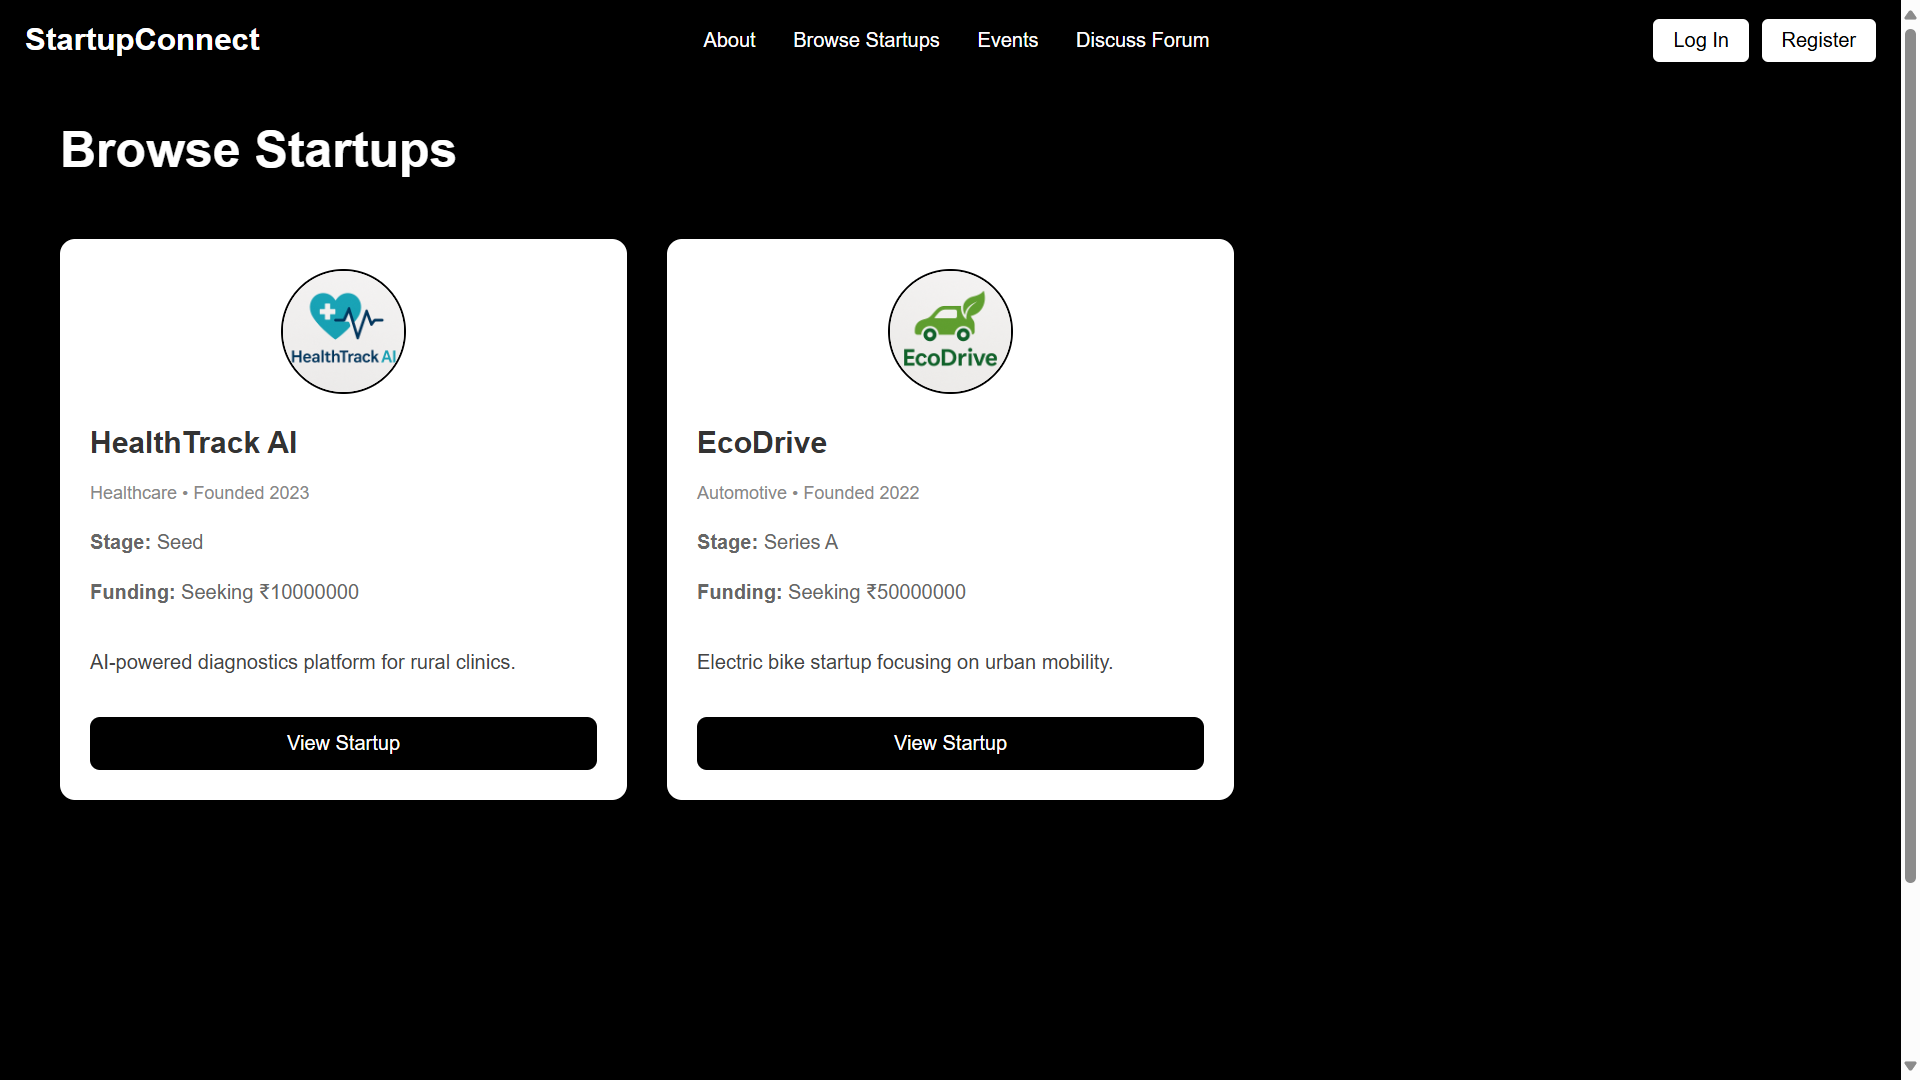 StartupConnect
About Browse Startups Events Discuss Forum
Log In Register
Browse Startups
HealthTrack AI
HealthTrack AI
Healthcare • Founded 2023
Stage: Seed
Funding: Seeking ₹10000000
AI-powered diagnostics platform for rural clinics.
View Startup
EcoDrive
EcoDrive
Automotive • Founded 2022
Stage: Series A
Funding: Seeking ₹50000000
Electric bike startup focusing on urban mobility.
View Startup